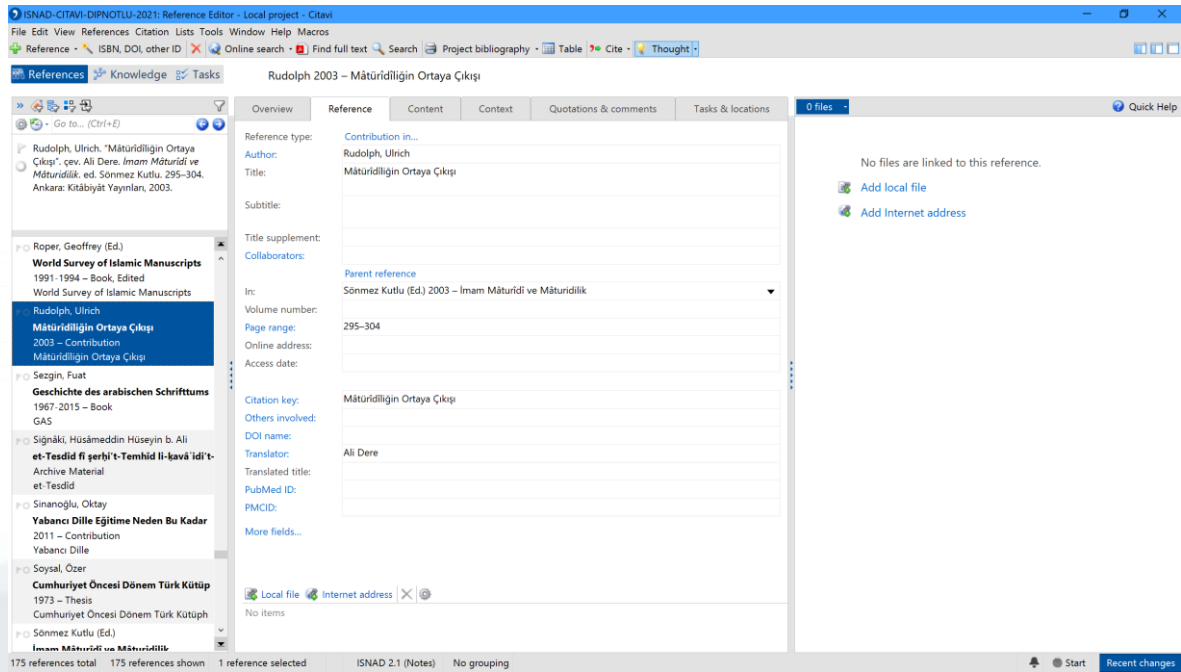 ISNAD-CITAVI-DIPNOTLU-2021: Reference Editor - Local project - Citavi
File Edit View References Citation Lists Tools Window Help Macros
Reference ISBN, DOI, other ID Online search Find full text Search Project bibliography Table Cite Thought
References Knowledge Tasks
Rudolph 2003 – Mâtürîdîliğin Ortaya Çıkışı
Go to... (Ctrl+E)
Rudolph, Ulrich. "Mâtürîdîliğin Ortaya
Çıkışı". çev. Ali Dere. İmam Mâturîdî ve
Mâturidilik. ed. Sönmez Kutlu. 295–304.
Ankara: Kitâbiyât Yayınları, 2003.
Roper, Geoffrey (Ed.)
World Survey of Islamic Manuscripts
1991-1994 – Book, Edited
World Survey of Islamic Manuscripts
Rudolph, Ulrich
Mâtürîdîliğin Ortaya Çıkışı
2003 – Contribution
Mâtürîdîliğin Ortaya Çıkışı
Sezgin, Fuat
Geschichte des arabischen Schrifttums
1967-2015 – Book
GAS
Siğnâkī, Hüsâmeddin Hüseyin b. Ali
et-Tesdîd fî şerḥi't-Temhîd li-ḳavâʿidi't-
Archive Material
et-Tesdîd
Sinanoğlu, Oktay
Yabancı Dille Eğitime Neden Bu Kadar
2011 – Contribution
Yabancı Dille
Soysal, Özer
Cumhuriyet Öncesi Dönem Türk Kütüp
1973 – Thesis
Cumhuriyet Öncesi Dönem Türk Kütüph
Sönmez Kutlu (Ed.)
İmam Mâturîdî ve Mâturidilik
Overview Reference Content Context Quotations & comments Tasks & locations
Reference type: Contribution in...
Author: Rudolph, Ulrich
Title: Mâtürîdîliğin Ortaya Çıkışı
Subtitle:
Title supplement:
Collaborators:
Parent reference
In: Sönmez Kutlu (Ed.) 2003 – İmam Mâturîdî ve Mâturidilik
Volume number:
Page range: 295–304
Online address:
Access date:
Citation key: Mâtürîdîliğin Ortaya Çıkışı
Others involved:
DOI name:
Translator: Ali Dere
Translated title:
PubMed ID:
PMCID:
More fields...
Local file Internet address
No items
0 files
Quick Help
No files are linked to this reference.
Add local file
Add Internet address
175 references total 175 references shown 1 reference selected ISNAD 2.1 (Notes) No grouping Start Recent changes